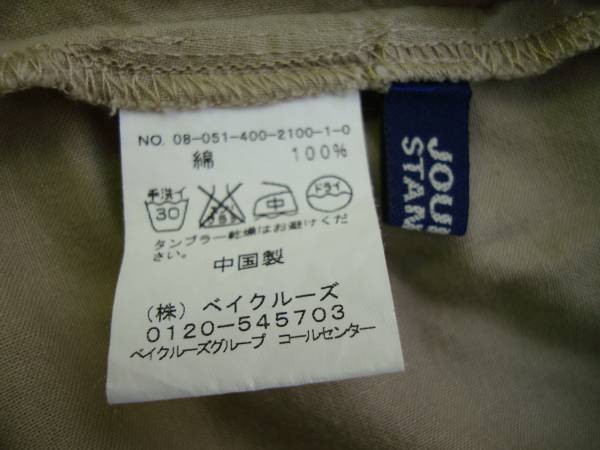 NO. 08-051-400-2100-1-0
綿 100%
手洗イ
30
中
ドライ
タンブラー乾燥はお避けくだ
さい。
中国製
(株) ベイクルーズ
0120-545703
ベイクルーズグループ コールセンター
JOU
STAN